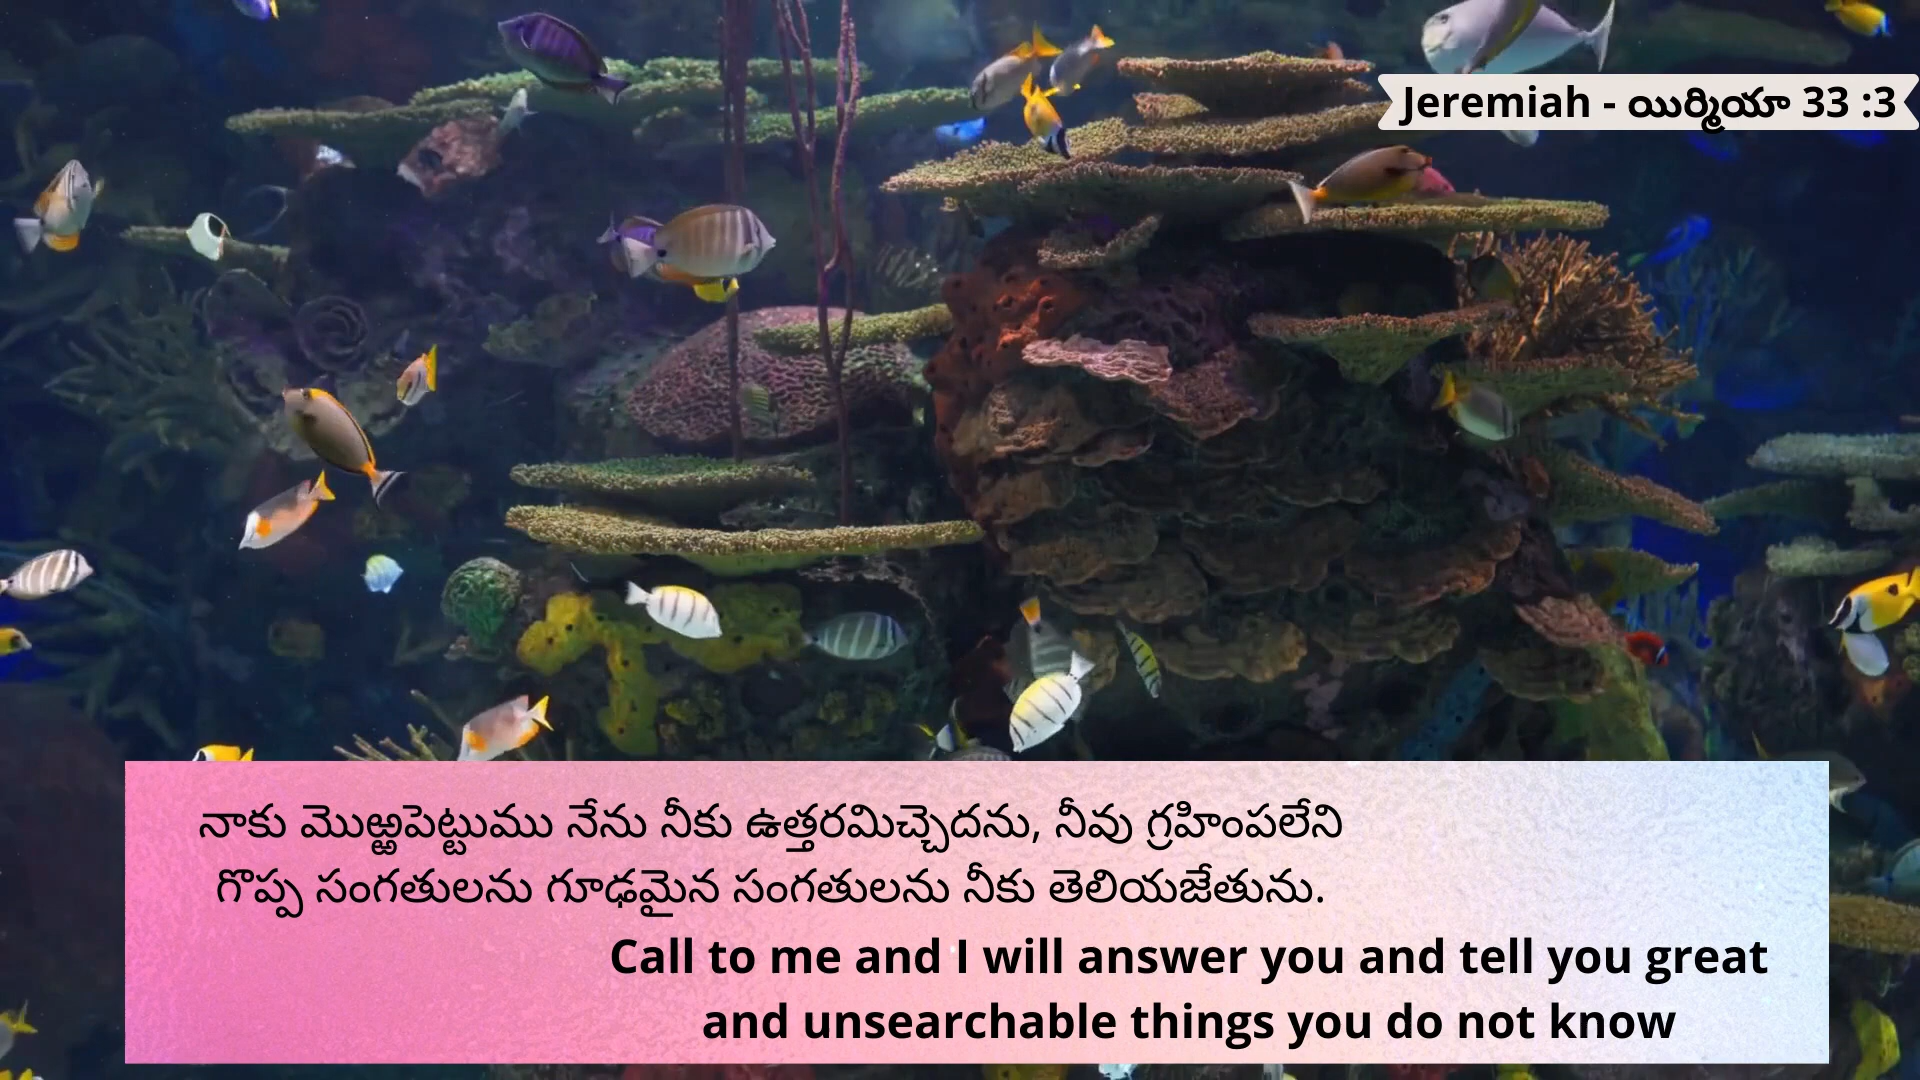 Jeremiah - యిర్మియా 33 :3
నాకు మొఱ్ఱపెట్టుము నేను నీకు ఉత్తరమిచ్చెదను, నీవు గ్రహింపలేని
గొప్ప సంగతులను గూఢమైన సంగతులను నీకు తెలియజేతును.
Call to me and I will answer you and tell you great
and unsearchable things you do not know